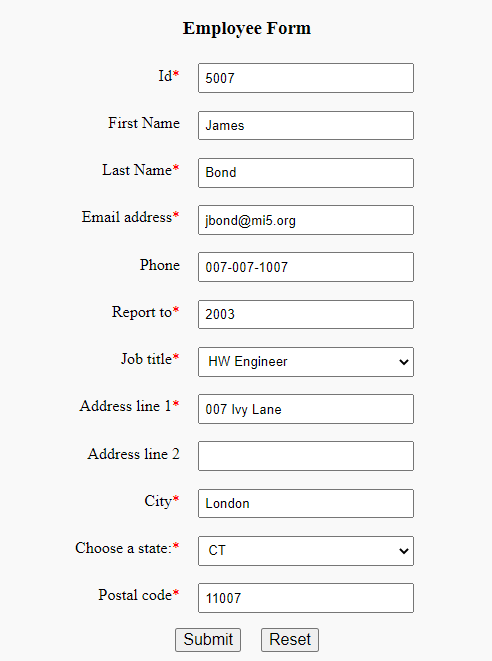 Employee Form
Id* 5007
First Name James
Last Name* Bond
Email address* jbond@mi5.org
Phone 007-007-1007
Report to* 2003
Job title* HW Engineer
Address line 1* 007 Ivy Lane
Address line 2
City* London
Choose a state:* CT
Postal code* 11007
Submit Reset